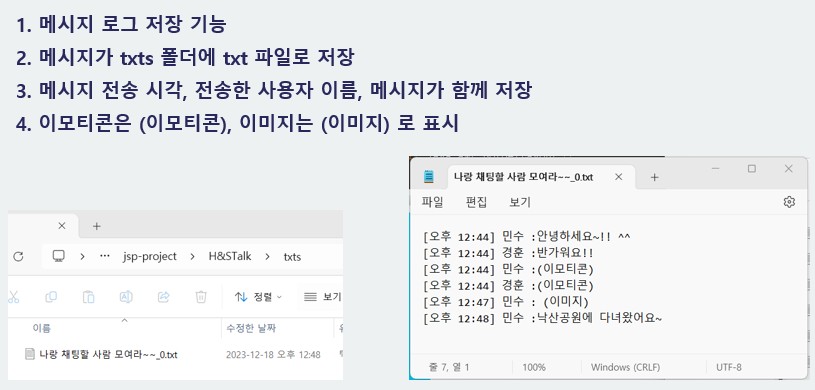 1. 메시지 로그 저장 기능
2. 메시지가 txts 폴더에 txt 파일로 저장
3. 메시지 전송 시각, 전송한 사용자 이름, 메시지가 함께 저장
4. 이모티콘은 (이모티콘), 이미지는 (이미지) 로 표시
jsp-project
H&STalk
txts
정렬
보기
이름
수정한 날짜
나랑 채팅할 사람 모여라~~_0.txt
2023-12-18 오후 12:48
나랑 채팅할 사람 모여라~~_0.txt
파일 편집 보기
[오후 12:44] 민수 :안녕하세요~!! ^^
[오후 12:44] 경훈 :반가워요!!
[오후 12:44] 민수 :(이모티콘)
[오후 12:44] 경훈 :(이모티콘)
[오후 12:47] 민수 : (이미지)
[오후 12:48] 민수 :낙산공원에 다녀왔어요~
줄 7, 열 1 100% Windows (CRLF) UTF-8